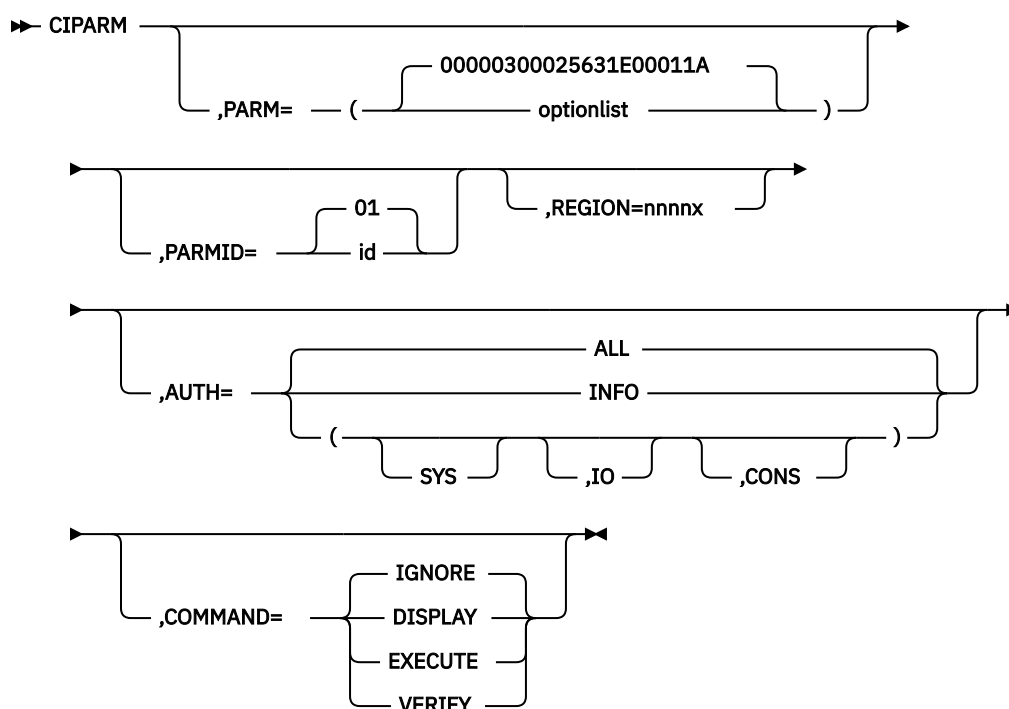 CIPARM
00000300025631E00011A
,PARM= ( optionlist )
01
,REGION=nnnnx
,PARMID= id
ALL
,AUTH= INFO
( )
SYS ,IO ,CONS
IGNORE
,COMMAND= DISPLAY
EXECUTE
VERIFY